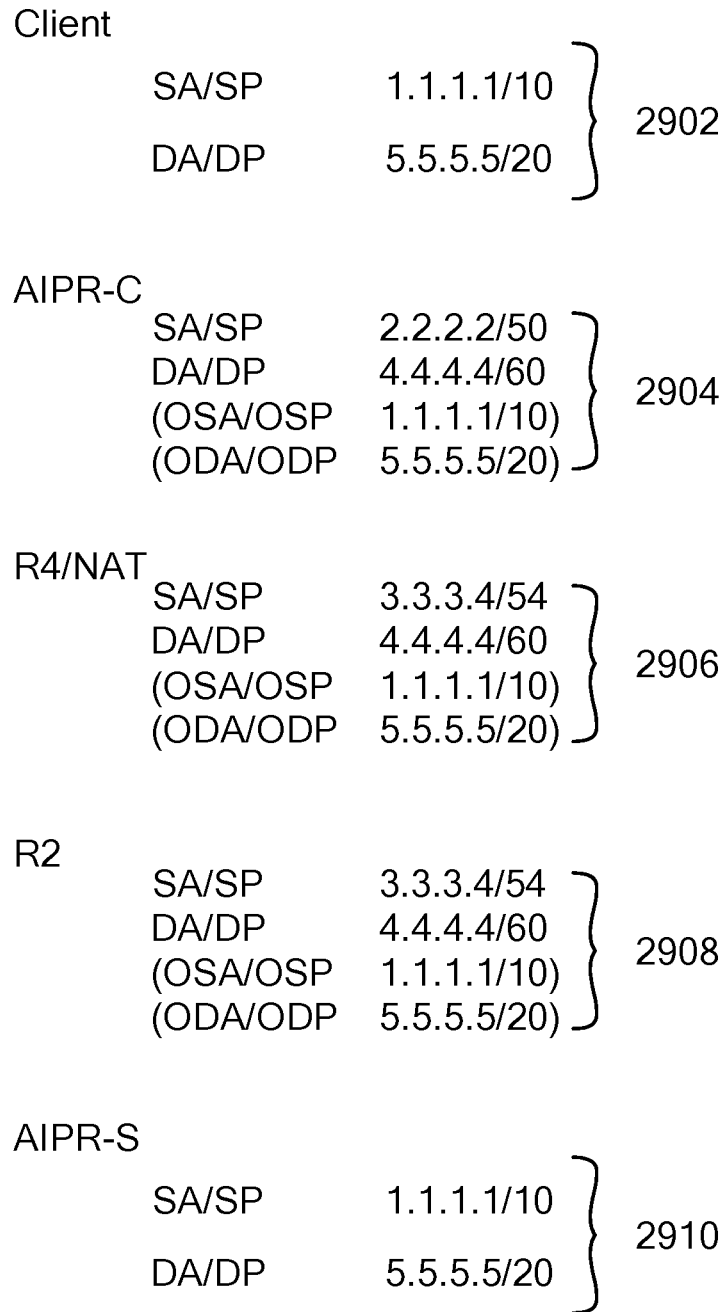 Client
SA/SP 1.1.1.1/10
2902
DA/DP 5.5.5.5/20
AIPR-C
SA/SP 2.2.2.2/50
DA/DP 4.4.4.4/60
2904
(OSA/OSP 1.1.1.1/10)
(ODA/ODP 5.5.5.5/20)
R4/NAT
SA/SP 3.3.3.4/54
DA/DP 4.4.4.4/60
2906
(OSA/OSP 1.1.1.1/10)
(ODA/ODP 5.5.5.5/20)
R2
SA/SP 3.3.3.4/54
DA/DP 4.4.4.4/60
2908
(OSA/OSP 1.1.1.1/10)
(ODA/ODP 5.5.5.5/20)
AIPR-S
SA/SP 1.1.1.1/10
2910
DA/DP 5.5.5.5/20